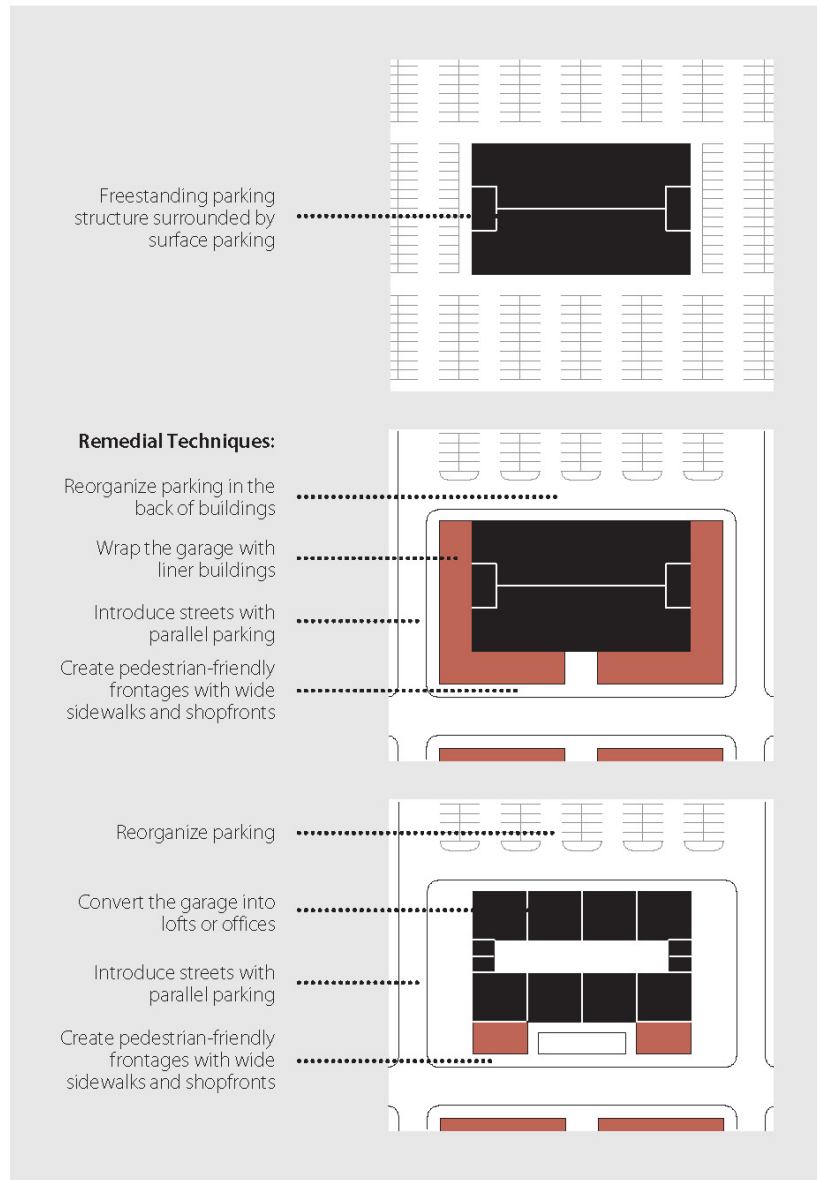 Freestanding parking
structure surrounded by
surface parking
Remedial Techniques:
Reorganize parking in the
back of buildings
Wrap the garage with
liner buildings
Introduce streets with
parallel parking
Create pedestrian-friendly
frontages with wide
sidewalks and shopfronts
Reorganize parking
Convert the garage into
lofts or offices
Introduce streets with
parallel parking
Create pedestrian-friendly
frontages with wide
sidewalks and shopfronts